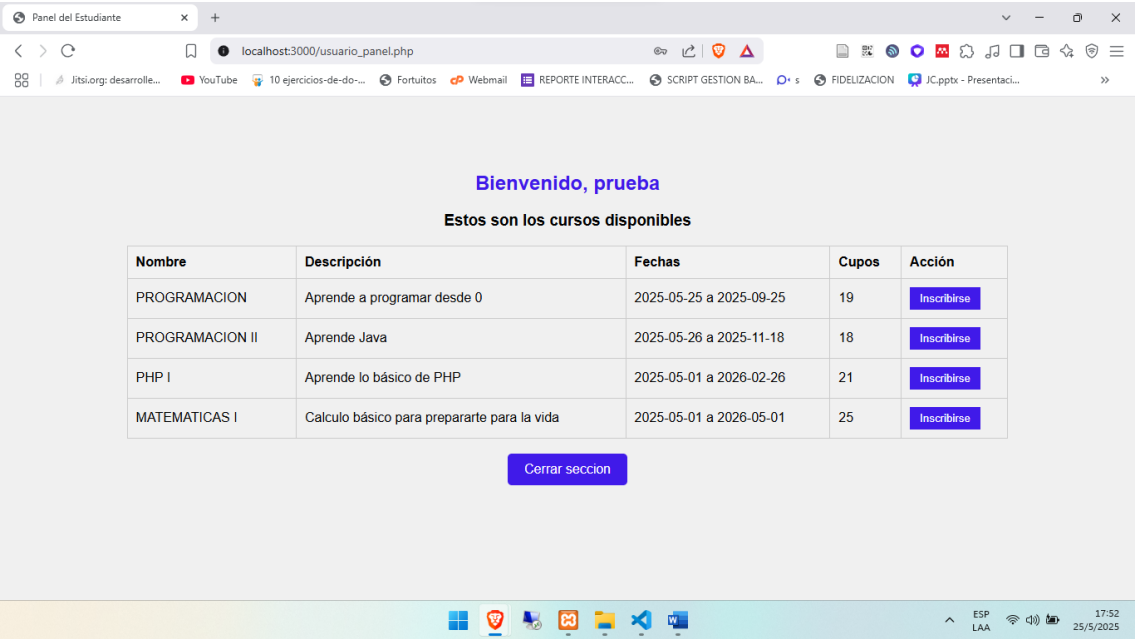 Panel del Estudiante
localhost:3000/usuario_panel.php
Jitsi.org: desarrolle... YouTube 10 ejercicios-de-do-... Fortuitos Webmail REPORTE INTERACC... SCRIPT GESTION BA... s FIDELIZACION JC.pptx - Presentaci...
Bienvenido, prueba
Estos son los cursos disponibles
Nombre Descripción Fechas Cupos Acción
PROGRAMACION Aprende a programar desde 0 2025-05-25 a 2025-09-25 19 Inscribirse
PROGRAMACION II Aprende Java 2025-05-26 a 2025-11-18 18 Inscribirse
PHP I Aprende lo básico de PHP 2025-05-01 a 2026-02-26 21 Inscribirse
MATEMATICAS I Calculo básico para prepararte para la vida 2025-05-01 a 2026-05-01 25 Inscribirse
Cerrar seccion
ESP 17:52
LAA 25/5/2025